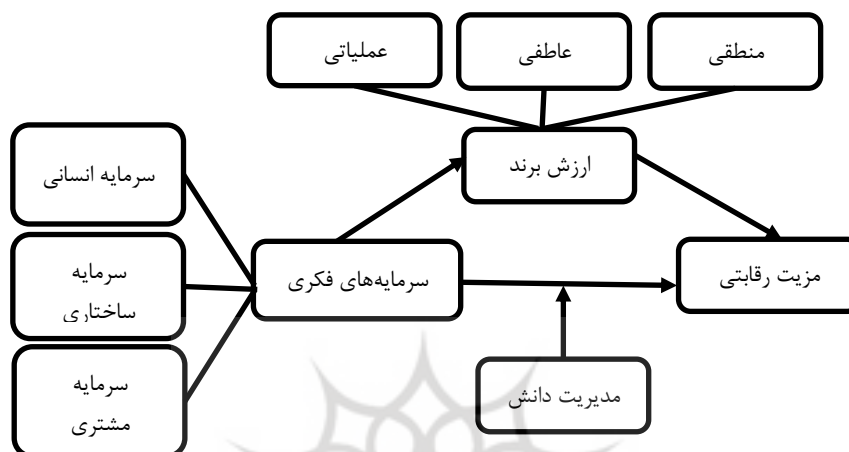 منطقی
عاطفی
عملیاتی
ارزش برند
سرمایه انسانی
سرمایه
ساختاری
سرمایه
مشتری
سرمایه‌های فکری
مزیت رقابتی
مدیریت دانش